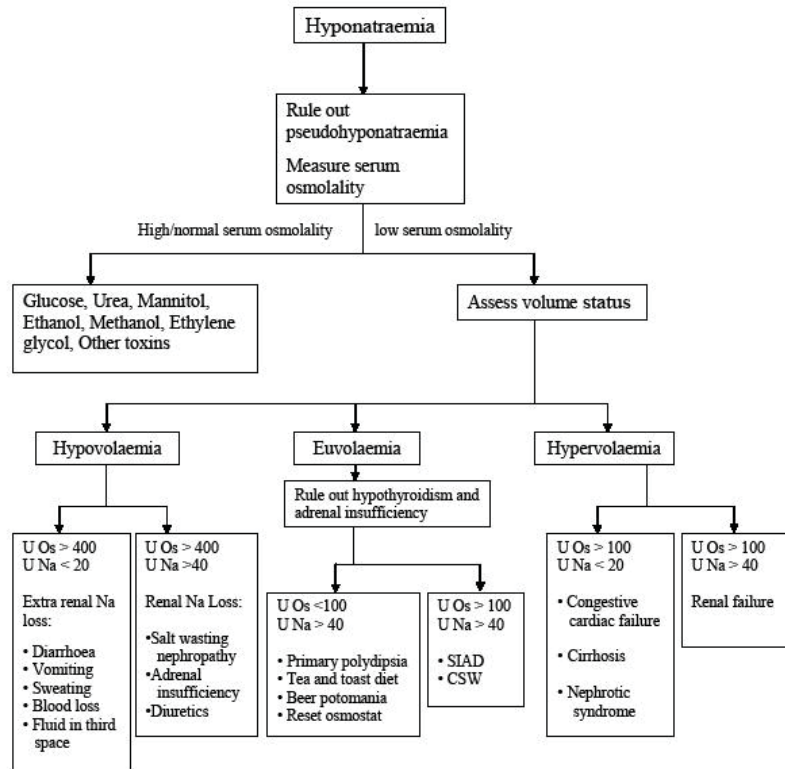 Hyponatraemia
Rule out
pseudohyponatraemia
Measure serum
osmolality
High/normal serum osmolality
low serum osmolality
Glucose, Urea, Mannitol,
Ethanol, Methanol, Ethylene
glycol, Other toxins
Assess volume status
Hypovolaemia
Euvolaemia
Hypervolaemia
Rule out hypothyroidism and
adrenal insufficiency
U Os > 400
U Na < 20
Extra renal Na
loss:
• Diarrhoea
• Vomiting
• Sweating
• Blood loss
• Fluid in third
space
U Os > 400
U Na >40
Renal Na Loss:
•Salt wasting
nephropathy
•Adrenal
insufficiency
•Diuretics
U Os <100
U Na > 40
• Primary polydipsia
• Tea and toast diet
• Beer potomania
• Reset osmostat
U Os > 100
U Na > 40
• SIAD
• CSW
U Os > 100
U Na < 20
• Congestive
cardiac failure
• Cirrhosis
• Nephrotic
syndrome
U Os > 100
U Na > 40
Renal failure